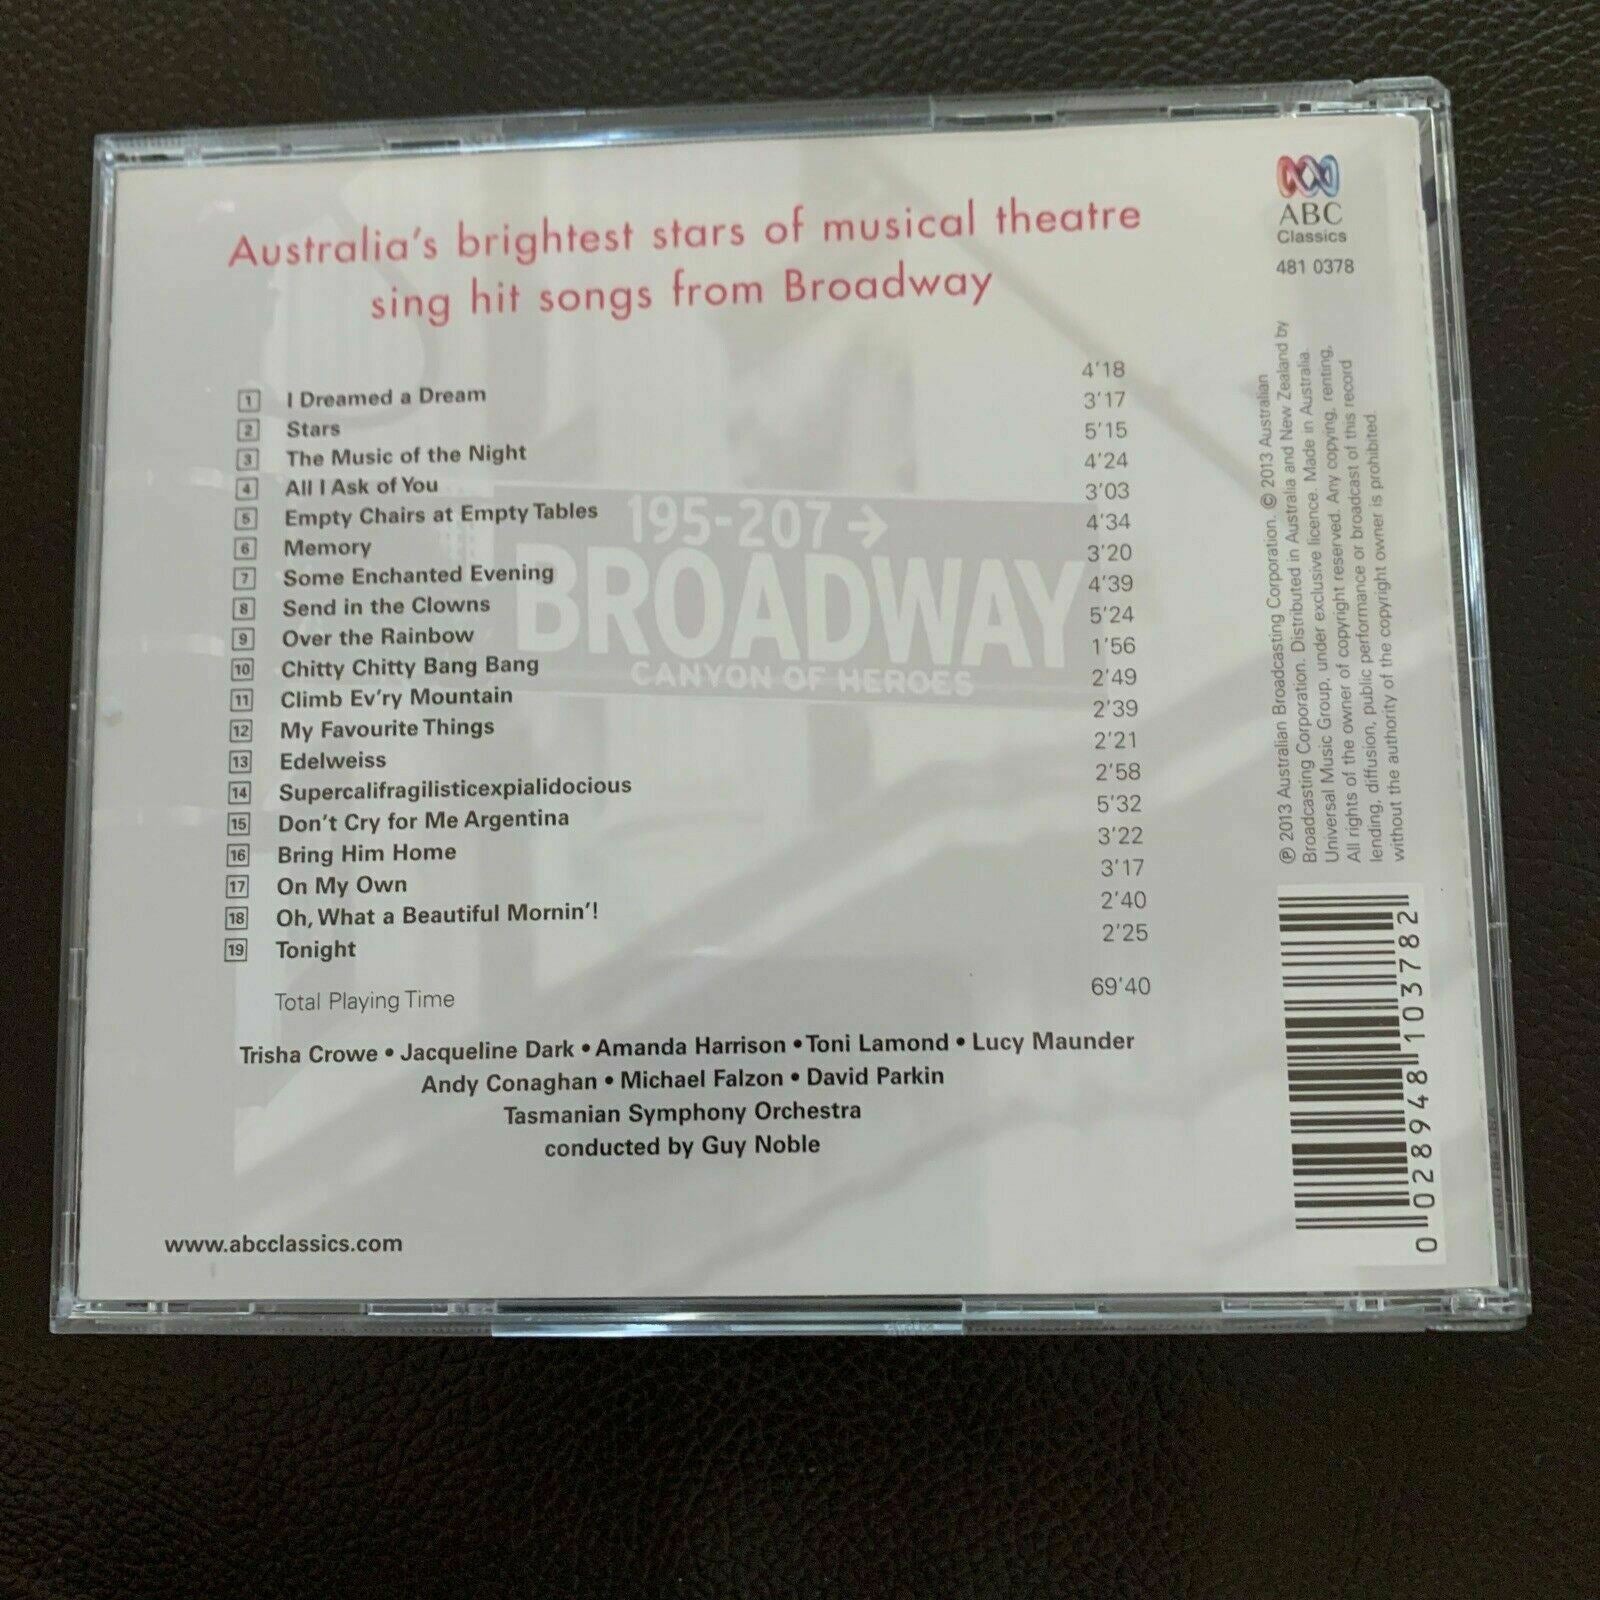 Australia's brightest stars of musical theatre
sing hit songs from Broadway
1 I Dreamed a Dream 4'18
2 Stars 3'17
3 The Music of the Night 5'15
4 All I Ask of You 4'24
5 Empty Chairs at Empty Tables 3'03
6 Memory 4'34
7 Some Enchanted Evening 3'20
8 Send in the Clowns 4'39
9 Over the Rainbow 5'24
10 Chitty Chitty Bang Bang 1'56
11 Climb Ev'ry Mountain 2'49
12 My Favourite Things 2'39
13 Edelweiss 2'21
14 Supercalifragilisticexpialidocious 2'58
15 Don't Cry for Me Argentina 5'32
16 Bring Him Home 3'22
17 On My Own 3'17
18 Oh, What a Beautiful Mornin'! 2'40
19 Tonight 2'25
Total Playing Time 69'40
195-207 →
BROADWAY
CANYON OF HEROES
Trisha Crowe • Jacqueline Dark • Amanda Harrison • Toni Lamond • Lucy Maunder
Andy Conaghan • Michael Falzon • David Parkin
Tasmanian Symphony Orchestra
conducted by Guy Noble
www.abcclassics.com
ABC
Classics
481 0378
℗ 2013 Australian Broadcasting Corporation. © 2013 Australian
Broadcasting Corporation. Distributed in Australia and New Zealand by
Universal Music Group, under exclusive licence. Made in Australia.
All rights of the owner of copyright reserved. Any copying, renting,
lending, diffusion, public performance or broadcast of this record
without the authority of the copyright owner is prohibited.
0 028948 103782